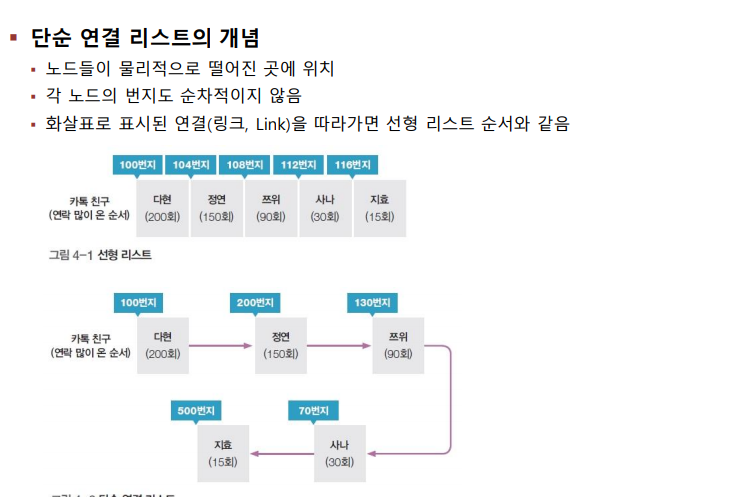 단순 연결 리스트의 개념
노드들이 물리적으로 떨어진 곳에 위치
각 노드의 번지도 순차적이지 않음
화살표로 표시된 연결(링크, Link)을 따라가면 선형 리스트 순서와 같음
100번지 104번지 108번지 112번지 116번지
카톡 친구 다현 정연 쯔위 사나 지효
(연락 많이 온 순서) (200회) (150회) (90회) (30회) (15회)
그림 4-1 선형 리스트
100번지 200번지 130번지
카톡 친구 다현 정연 쯔위
(연락 많이 온 순서) (200회) (150회) (90회)
500번지 70번지
지효 사나
(15회) (30회)